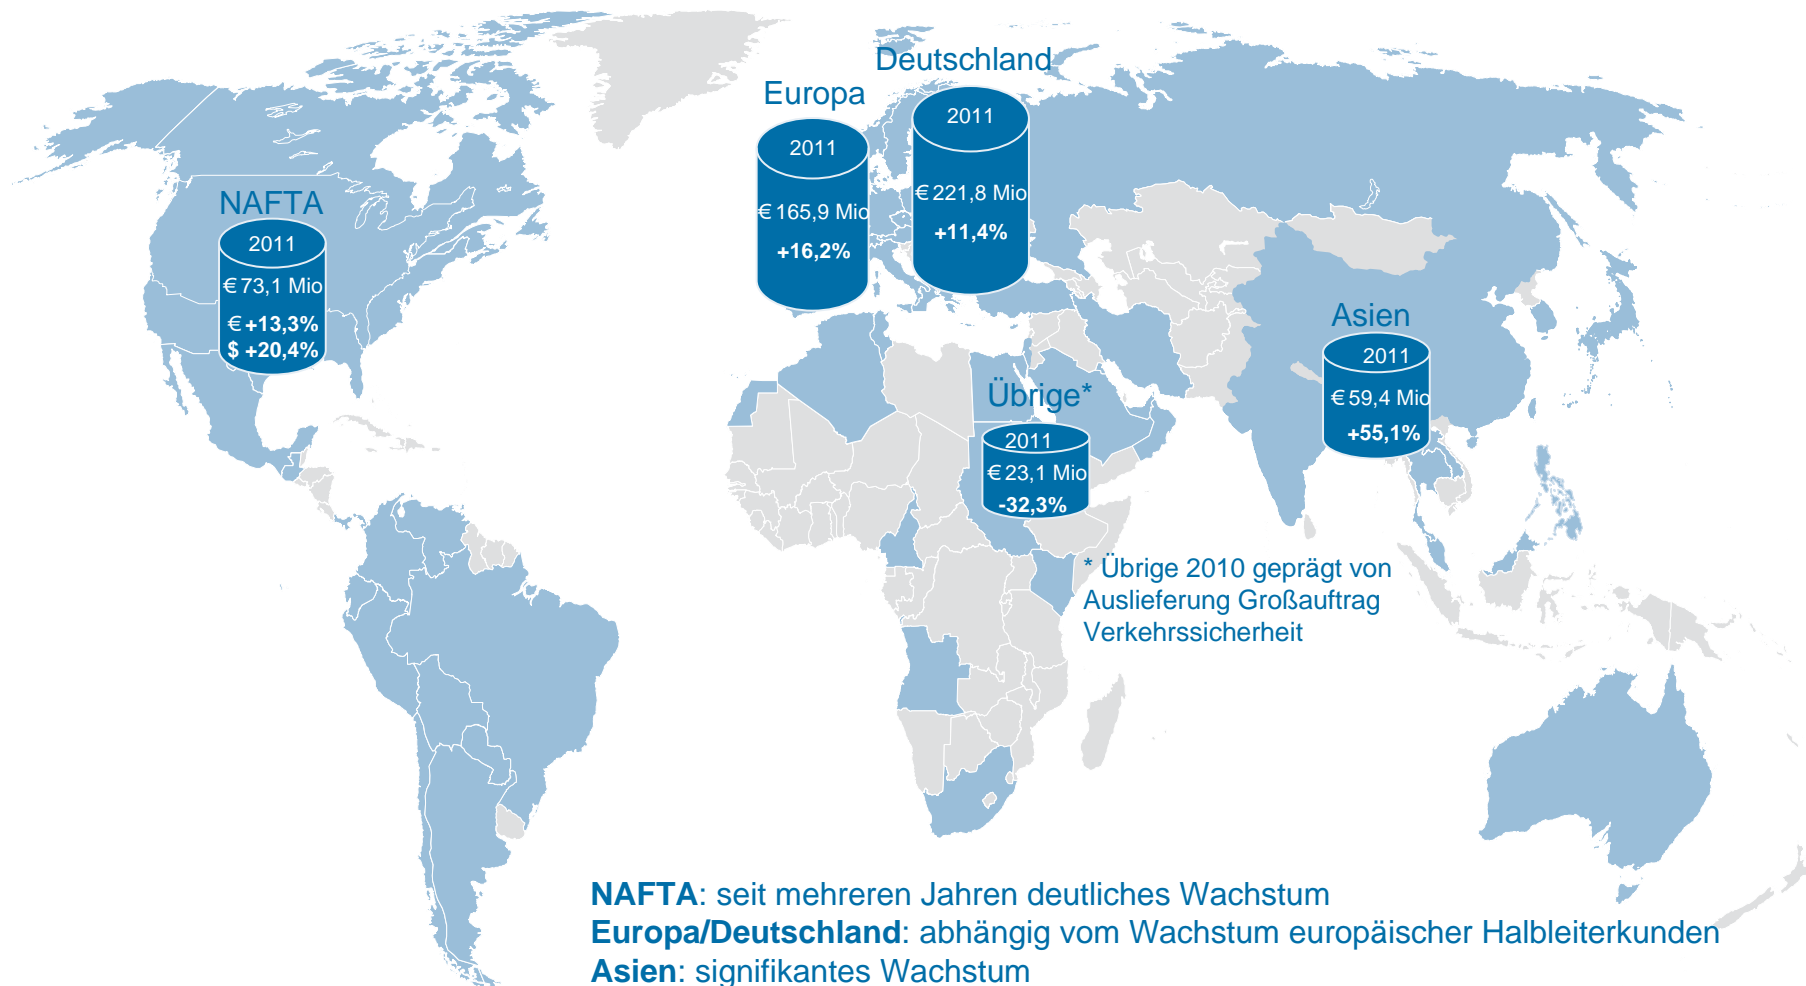 Deutschland
2011
€ 221,8 Mio
+11,4%
Europa
2011
€ 165,9 Mio
+16,2%
NAFTA
2011
€ 73,1 Mio
€ +13,3%
$ +20,4%
Asien
2011
€ 59,4 Mio
+55,1%
Übrige*
2011
€ 23,1 Mio
-32,3%
* Übrige 2010 geprägt von
Auslieferung Großauftrag
Verkehrssicherheit
NAFTA: seit mehreren Jahren deutliches Wachstum
Europa/Deutschland: abhängig vom Wachstum europäischer Halbleiterkunden
Asien: signifikantes Wachstum